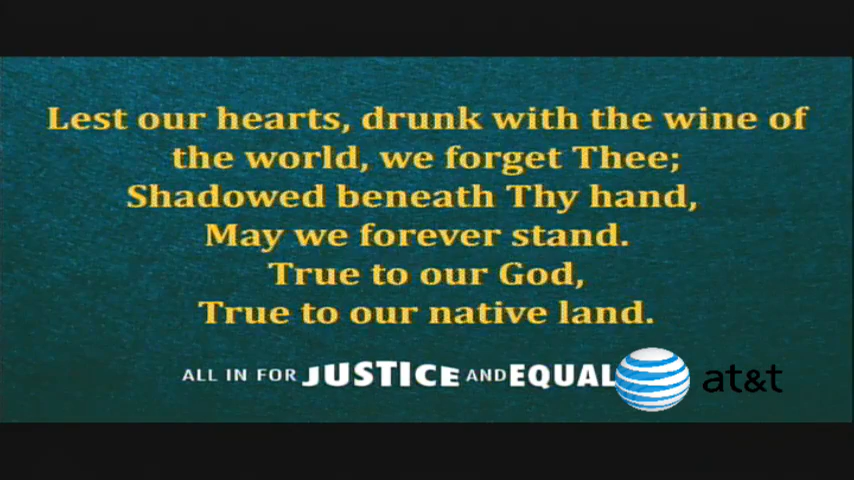 Lest our hearts, drunk with the wine of
the world, we forget Thee;
Shadowed beneath Thy hand,
May we forever stand.
True to our God,
True to our native land.
ALL IN FOR JUSTICE AND EQUAL
at&t